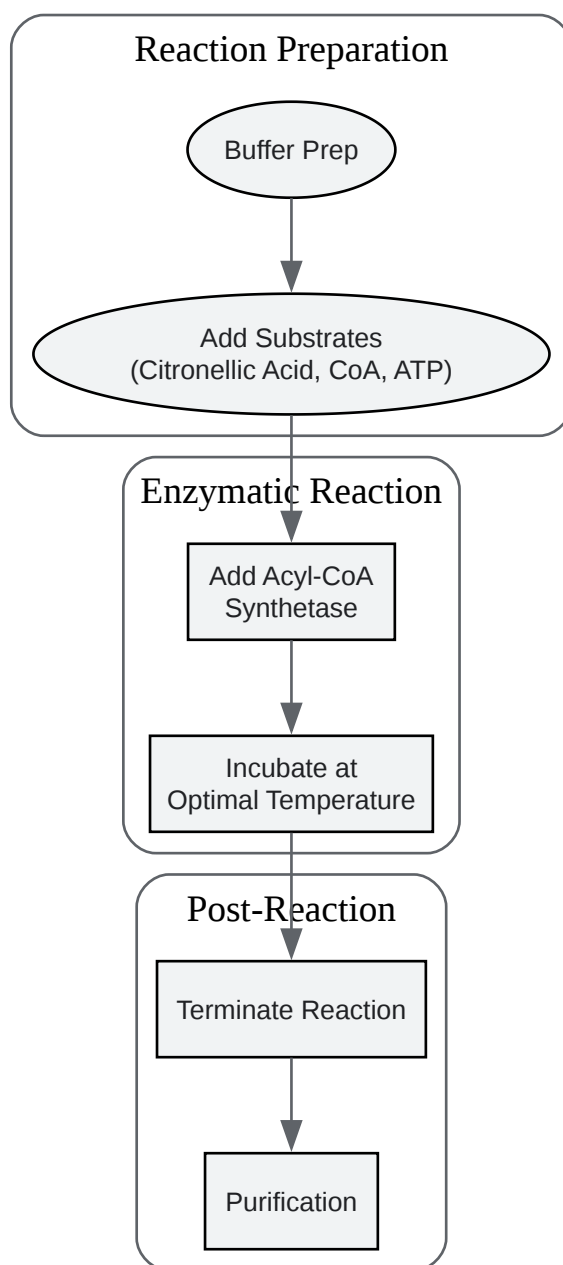 Reaction Preparation
Buffer Prep
Add Substrates
(Citronellic Acid, CoA, ATP)
Enzymatic Reaction
Add Acyl-CoA
Synthetase
Incubate at
Optimal Temperature
Post-Reaction
Terminate Reaction
Purification